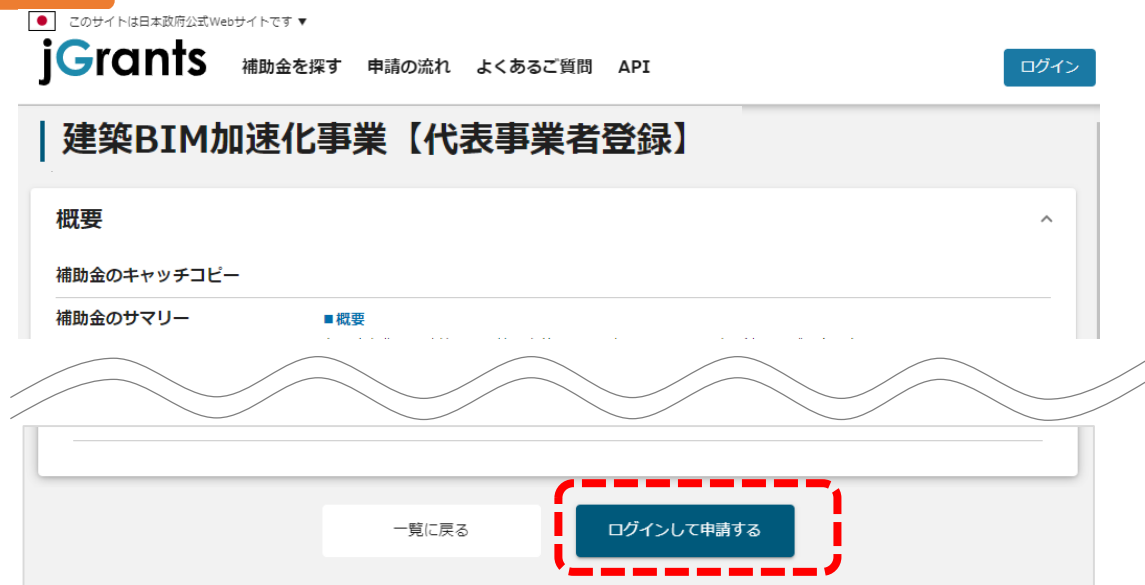 このサイトは日本政府公式Webサイトです ▼
jGrants 補助金を探す 申請の流れ よくあるご質問 API ログイン
建築BIM加速化事業【代表事業者登録】
概要
補助金のキャッチコピー
補助金のサマリー ■概要
一覧に戻る ログインして申請する